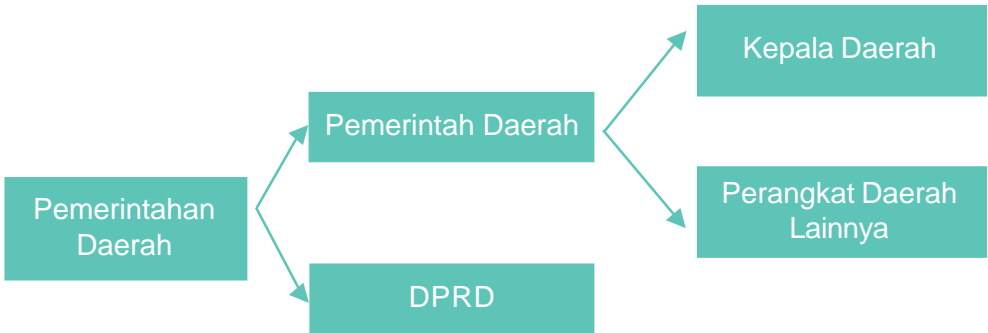 Pemerintahan
Daerah
Pemerintah Daerah
DPRD
Kepala Daerah
Perangkat Daerah
Lainnya